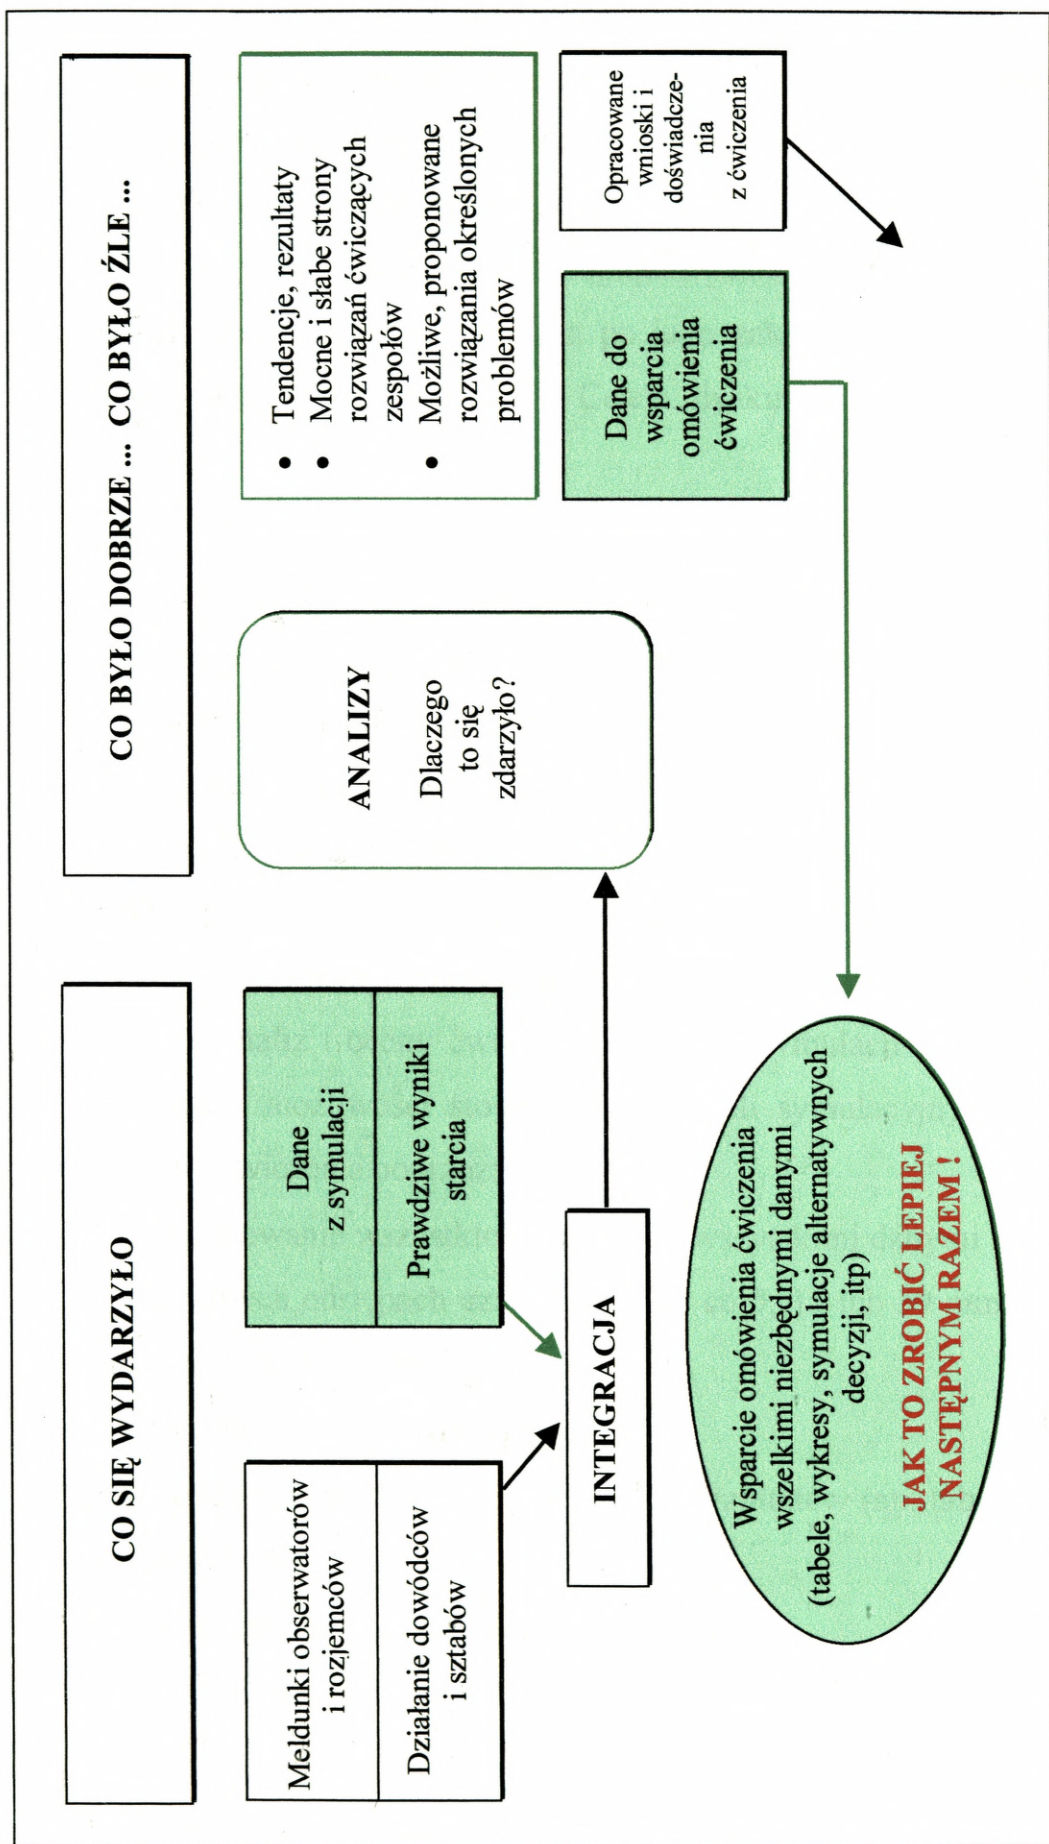 CO SIĘ WYDARZYŁO
CO BYŁO DOBRZE ... CO BYŁO ŹLE ...
Meldunki obserwatorów
i rozjemców
Działanie dowódców
i sztabów
Dane
z symulacji
Prawdziwe wyniki
starcia
INTEGRACJA
ANALIZY
Dlaczego
to się
zdarzyło?
• Tendencje, rezultaty
• Mocne i słabe strony
rozwiązań ćwiczących
zespołów
• Możliwe, proponowane
rozwiązania określonych
problemów
Dane do
wsparcia
omówienia
ćwiczenia
Opracowane
wnioski i
doświadcze-
nia
z ćwiczenia
Wsparcie omówienia ćwiczenia
wszelkimi niezbędnymi danymi
(tabele, wykresy, symulacje alternatywnych
decyzji, itp)
JAK TO ZROBIĆ LEPIEJ
NASTĘPNYM RAZEM !